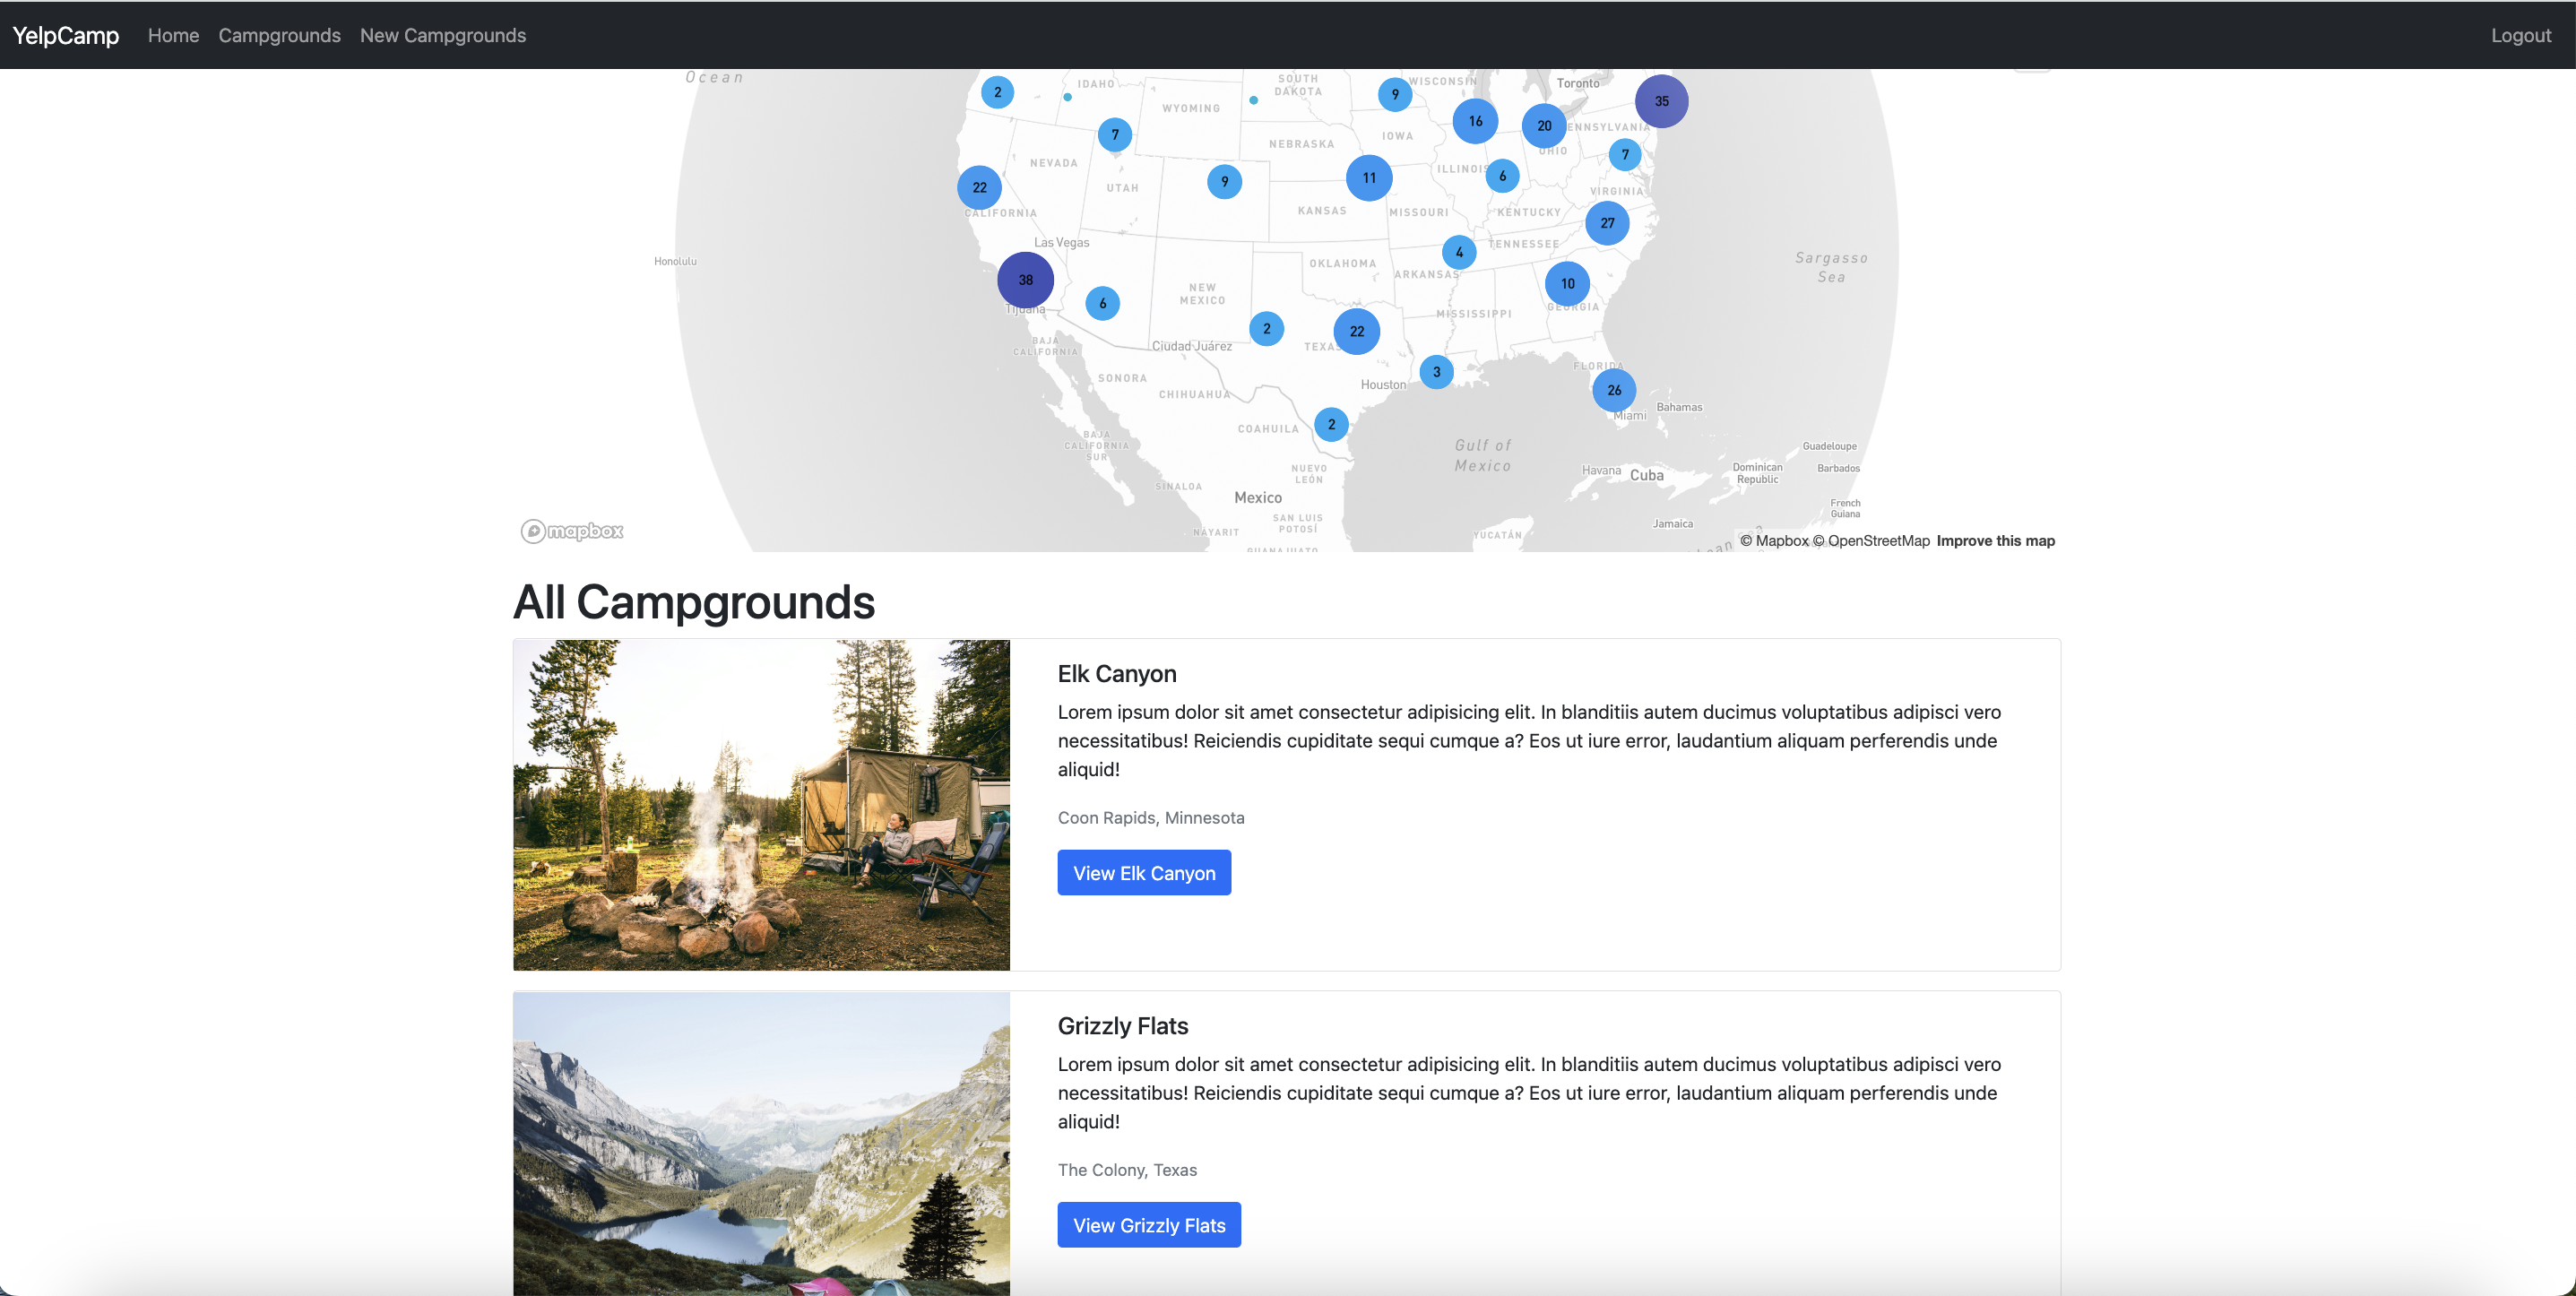 YelpCamp Home Campgrounds New Campgrounds Logout
Ocean
IDAHO
SOUTH
DAKOTA
WISCONSIN
Toronto
WYOMING
2
9
35
16
20
7
IOWA
NEBRASKA
OHIO
7
NEVADA
UTAH
9
11
ILLINOIS
6
VIRGINIA
22
CALIFORNIA
KANSAS
MISSOURI
KENTUCKY
27
Las Vegas
TENNESSEE
4
Honolulu
OKLAHOMA
ARKANSAS
Sargasso
Sea
38
NEW
MEXICO
10
GEORGIA
Tijuana
6
MISSISSIPPI
2
TEXAS
22
BAJA
CALIFORNIA
Ciudad Juárez
FLORIDA
3
SONORA
Houston
26
CHIHUAHUA
Bahamas
Miami
2
COAHUILA
BAJA
CALIFORNIA
SUR
Gulf of
Mexico
Guadeloupe
NUEVO
LEÓN
Havana
Cuba
Dominican
Republic
Barbados
SINALOA
Mexico
French
Guiana
SAN LUIS
POTOSÍ
Jamaica
NAYARIT
YUCATÁN
mapbox
© Mapbox © OpenStreetMap Improve this map
All Campgrounds
Elk Canyon
Lorem ipsum dolor sit amet consectetur adipisicing elit. In blanditiis autem ducimus voluptatibus adipisci vero
necessitatibus! Reiciendis cupiditate sequi cumque a? Eos ut iure error, laudantium aliquam perferendis unde
aliquid!
Coon Rapids, Minnesota
View Elk Canyon
Grizzly Flats
Lorem ipsum dolor sit amet consectetur adipisicing elit. In blanditiis autem ducimus voluptatibus adipisci vero
necessitatibus! Reiciendis cupiditate sequi cumque a? Eos ut iure error, laudantium aliquam perferendis unde
aliquid!
The Colony, Texas
View Grizzly Flats